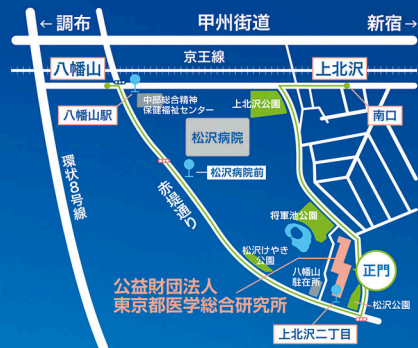 ←調布
甲州街道
新宿→
京王線
八幡山
上北沢
八幡山駅
中部総合精神
保健福祉センター
上北沢公園
南口
松沢病院
松沢病院前
環状8号線
赤堤通り
将軍池公園
松沢けやき
公園
正門
八幡山
駐在所
公益財団法人
東京都医学総合研究所
松沢公園
上北沢二丁目